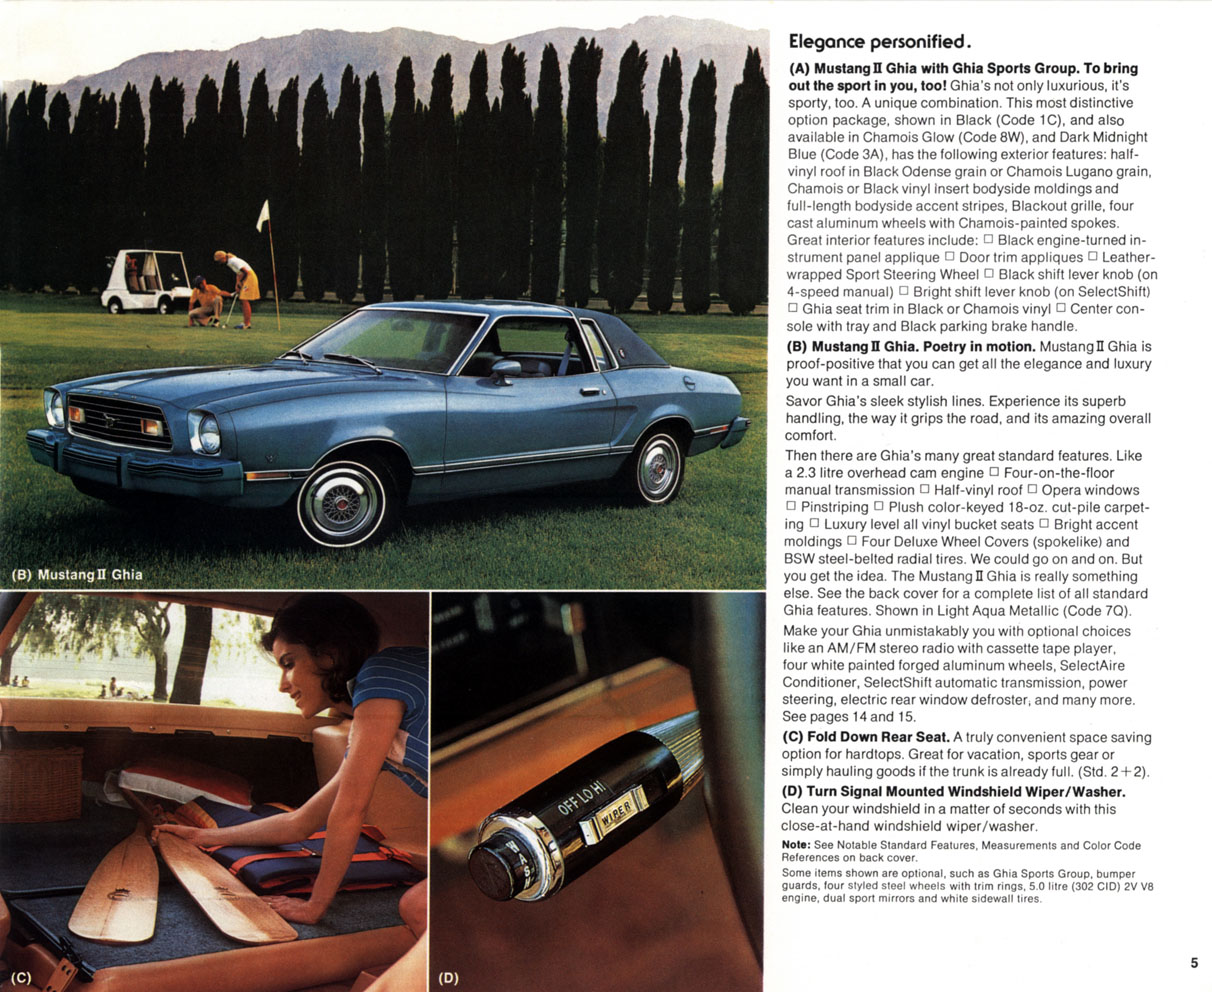 Elegance personified.
(A) Mustang II Ghia with Ghia Sports Group. To bring
out the sport in you, too! Ghia's not only luxurious, it's
sporty, too. A unique combination. This most distinctive
option package, shown in Black (Code 1C), and also
available in Chamois Glow (Code 8W), and Dark Midnight
Blue (Code 3A), has the following exterior features: half-
vinyl roof in Black Odense grain or Chamois Lugano grain,
Chamois or Black vinyl insert bodyside moldings and
full-length bodyside accent stripes, Blackout grille, four
cast aluminum wheels with Chamois-painted spokes.
Great interior features include: □ Black engine-turned in-
strument panel applique □ Door trim appliques □ Leather-
wrapped Sport Steering Wheel □ Black shift lever knob (on
4-speed manual) □ Bright shift lever knob (on SelectShift)
□ Ghia seat trim in Black or Chamois vinyl □ Center con-
sole with tray and Black parking brake handle.
(B) Mustang II Ghia. Poetry in motion. Mustang II Ghia is
proof-positive that you can get all the elegance and luxury
you want in a small car.
Savor Ghia's sleek stylish lines. Experience its superb
handling, the way it grips the road, and its amazing overall
comfort.
Then there are Ghia's many great standard features. Like
a 2.3 litre overhead cam engine □ Four-on-the-floor
manual transmission □ Half-vinyl roof □ Opera windows
□ Pinstriping □ Plush color-keyed 18-oz. cut-pile carpet-
ing □ Luxury level all vinyl bucket seats □ Bright accent
moldings □ Four Deluxe Wheel Covers (spokelike) and
BSW steel-belted radial tires. We could go on and on. But
you get the idea. The Mustang II Ghia is really something
else. See the back cover for a complete list of all standard
Ghia features. Shown in Light Aqua Metallic (Code 7Q).
Make your Ghia unmistakably you with optional choices
like an AM/FM stereo radio with cassette tape player,
four white painted forged aluminum wheels, SelectAire
Conditioner, SelectShift automatic transmission, power
steering, electric rear window defroster, and many more.
See pages 14 and 15.
(C) Fold Down Rear Seat. A truly convenient space saving
option for hardtops. Great for vacation, sports gear or
simply hauling goods if the trunk is already full. (Std. 2+2).
(D) Turn Signal Mounted Windshield Wiper/Washer.
Clean your windshield in a matter of seconds with this
close-at-hand windshield wiper/washer.
Note: See Notable Standard Features, Measurements and Color Code
References on back cover.
Some items shown are optional, such as Ghia Sports Group, bumper
guards, four styled steel wheels with trim rings, 5.0 litre (302 CID) 2V V8
engine, dual sport mirrors and white sidewall tires.
(B) Mustang II Ghia
OFF LO HI
WIPER
WASH
(C)
(D)
5